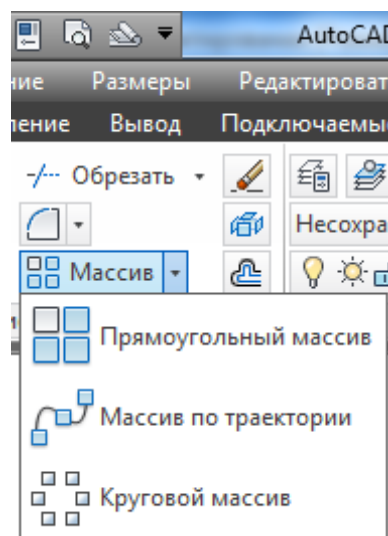 AutoCAD
ние Размеры Редактироват
ление Вывод Подключаемы
Обрезать
Несохра
Массив
Прямоугольный массив
Массив по траектории
Круговой массив